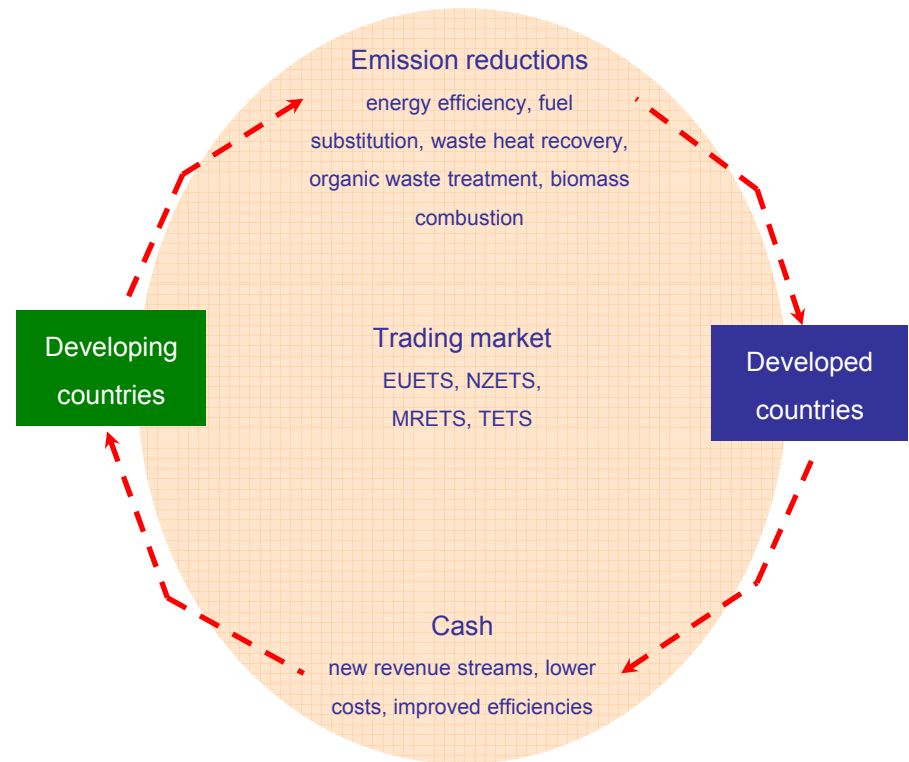 Emission reductions
energy efficiency, fuel
substitution, waste heat recovery,
organic waste treatment, biomass
combustion
Developing
countries
Trading market
EUETS, NZETS,
MRETS, TETS
Developed
countries
Cash
new revenue streams, lower
costs, improved efficiencies